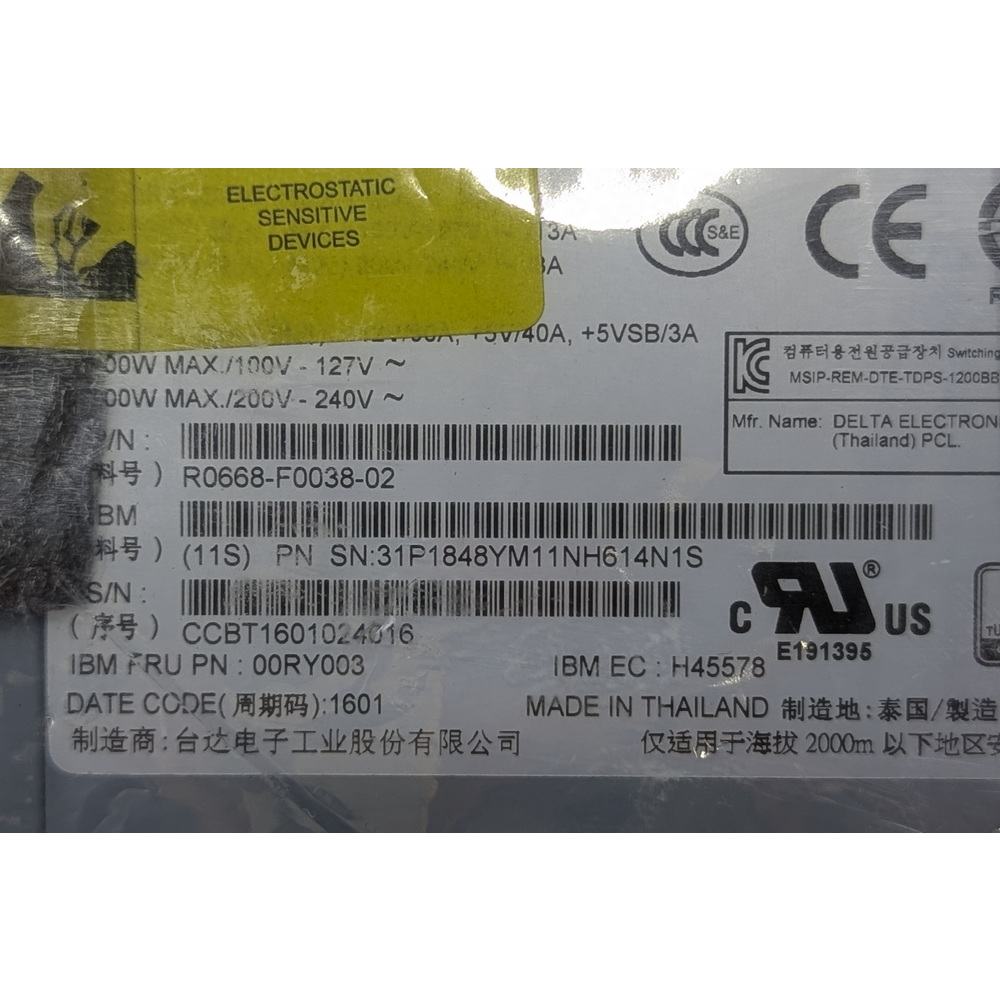 ELECTROSTATIC
SENSITIVE
DEVICES
3A
3A
S&E
CE
/40A, +5VSB/3A
00W MAX./100V - 127V ~
00W MAX./200V - 240V ~
컴퓨터용전원공급장치 Switching
MSIP-REM-DTE-TDPS-1200BB
Mfr. Name: DELTA ELECTRON
(Thailand) PCL.
/N :
料号 ) R0668-F0038-02
IBM
料号 ) (11S) PN SN:31P1848YM11NH614N1S
S/N :
( 序号 ) CCBT1601024016
C RU ® US
E191395
IBM FRU PN : 00RY003 IBM EC : H45578
DATE CODE( 周期码):1601 MADE IN THAILAND 制造地:泰国/製造
制造商:台达电子工业股份有限公司 仅适用于海拔 2000m 以下地区安